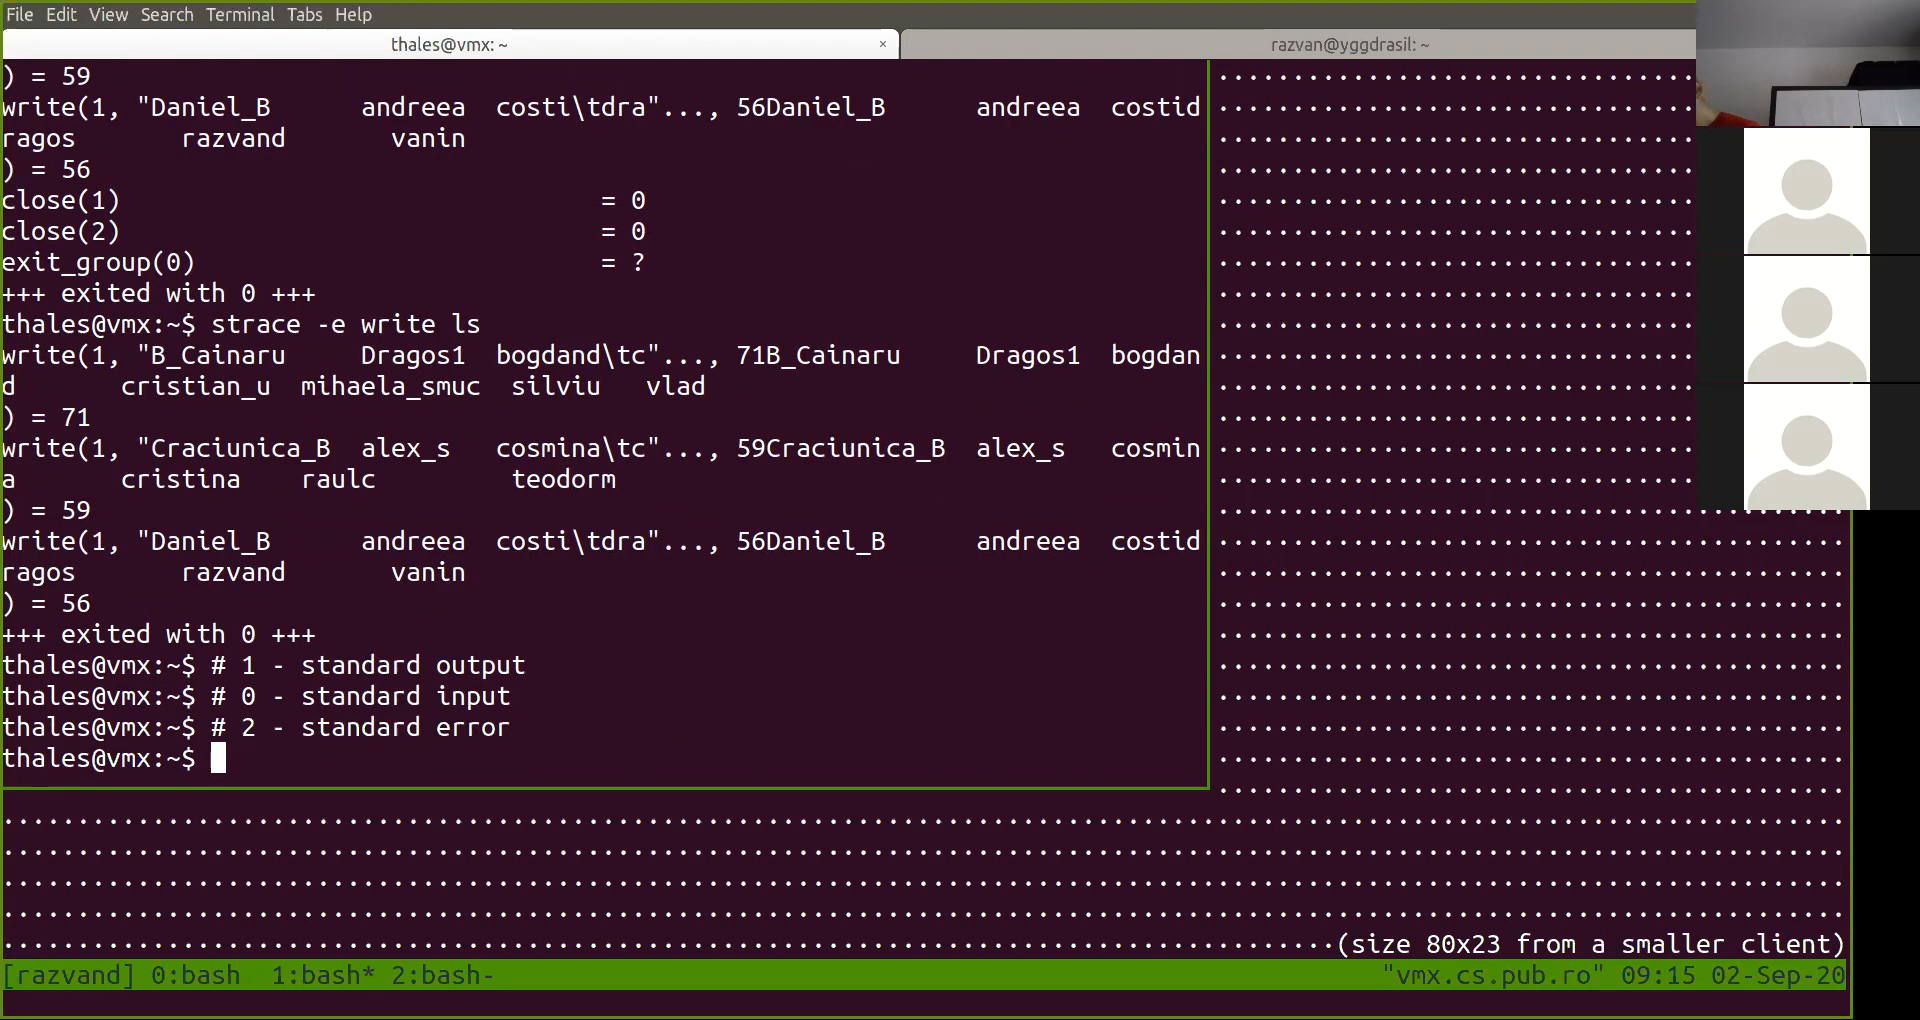 File Edit View Search Terminal Tabs Help
thales@vmx: ~ × razvan@yggdrasil: ~
) = 59
write(1, "Daniel_B      andreea  costi\tdra"..., 56Daniel_B      andreea  costid
ragos       razvand       vanin
) = 56
close(1)                                = 0
close(2)                                = 0
exit_group(0)                           = ?
+++ exited with 0 +++
thales@vmx:~$ strace -e write ls
write(1, "B_Cainaru     Dragos1  bogdand\tc"..., 71B_Cainaru     Dragos1  bogdan
d       cristian_u  mihaela_smuc  silviu   vlad
) = 71
write(1, "Craciunica_B  alex_s   cosmina\tc"..., 59Craciunica_B  alex_s   cosmin
a       cristina    raulc         teodorm
) = 59
write(1, "Daniel_B      andreea  costi\tdra"..., 56Daniel_B      andreea  costid
ragos       razvand       vanin
) = 56
+++ exited with 0 +++
thales@vmx:~$ # 1 - standard output
thales@vmx:~$ # 0 - standard input
thales@vmx:~$ # 2 - standard error
thales@vmx:~$
(size 80x23 from a smaller client)
[razvand] 0:bash  1:bash* 2:bash- "vmx.cs.pub.ro" 09:15 02-Sep-20